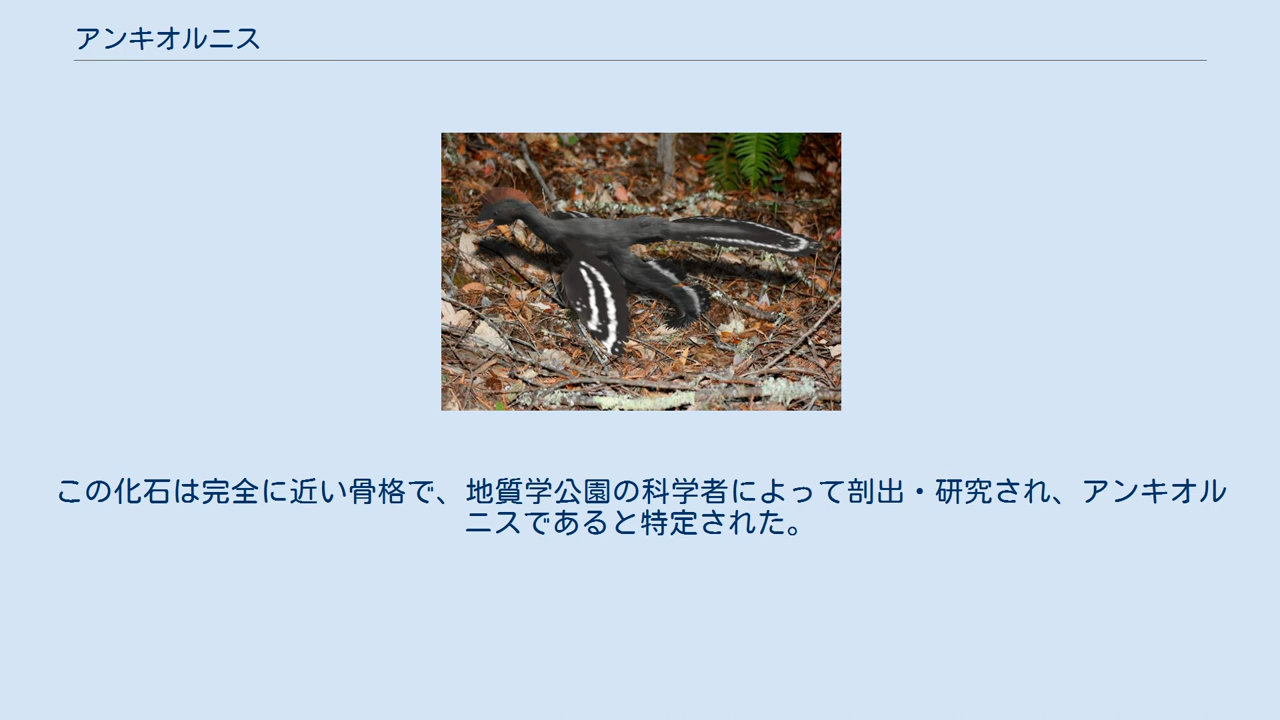 アンキオルニス
この化石は完全に近い骨格で、地質学公園の科学者によって剖出・研究され、アンキオル
ニスであると特定された。